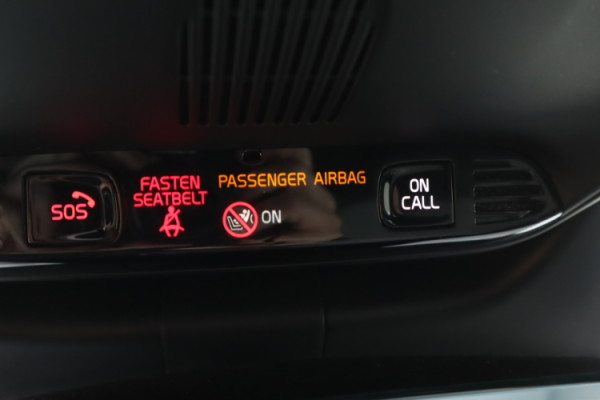 SOS
FASTEN
SEATBELT
PASSENGER AIRBAG
ON
ON
CALL